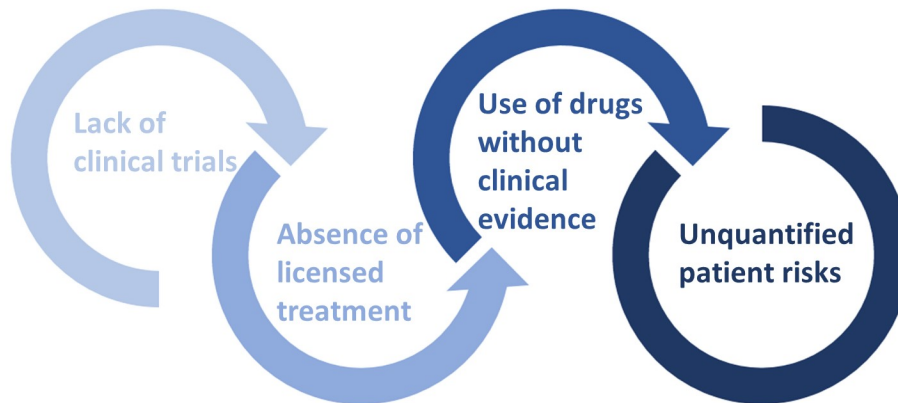 Lack of
clinical trials
Absence of
licensed
treatment
Use of drugs
without
clinical
evidence
Unquantified
patient risks